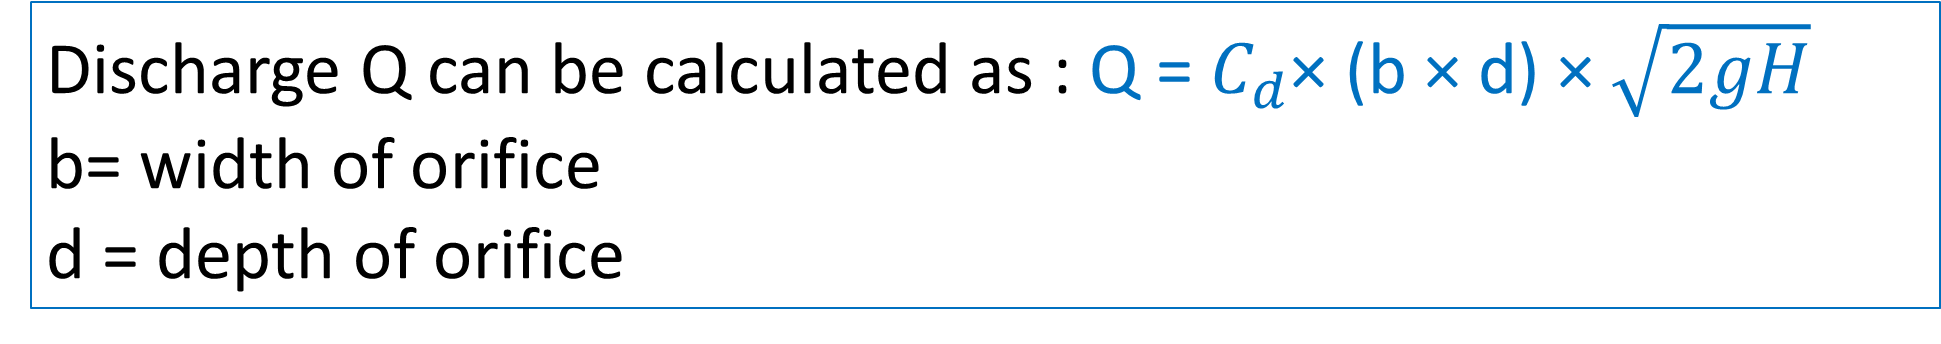 Discharge Q can be calculated as : Q = C_d × (b × d) × √2gH
b= width of orifice
d = depth of orifice